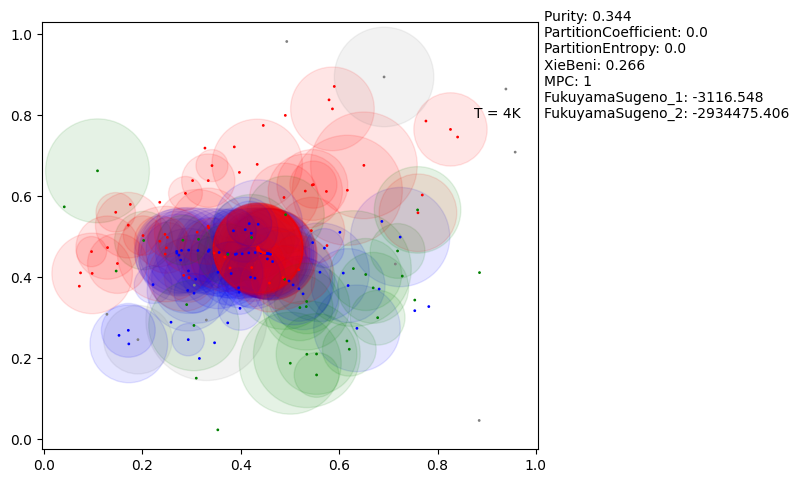 Purity: 0.344
PartitionCoefficient: 0.0
PartitionEntropy: 0.0
XieBeni: 0.266
MPC: 1
FukuyamaSugeno_1: -3116.548
FukuyamaSugeno_2: -2934475.406
T = 4K
1.0
0.8
0.6
0.4
0.2
0.0
0.0 0.2 0.4 0.6 0.8 1.0